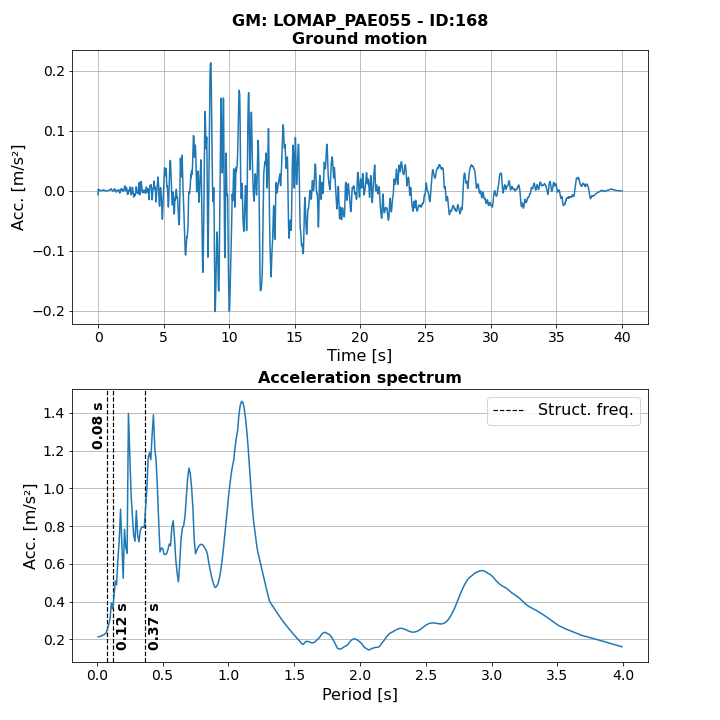 GM: LOMAP_PAE055 - ID:168
Ground motion
0.2
0.1
0.0
−0.1
−0.2
Acc. [m/s²]
0 5 10 15 20 25 30 35 40
Time [s]
Acceleration spectrum
1.4
1.2
1.0
0.8
0.6
0.4
0.2
Acc. [m/s²]
0.08 s
0.12 s
0.37 s
Struct. freq.
0.0 0.5 1.0 1.5 2.0 2.5 3.0 3.5 4.0
Period [s]